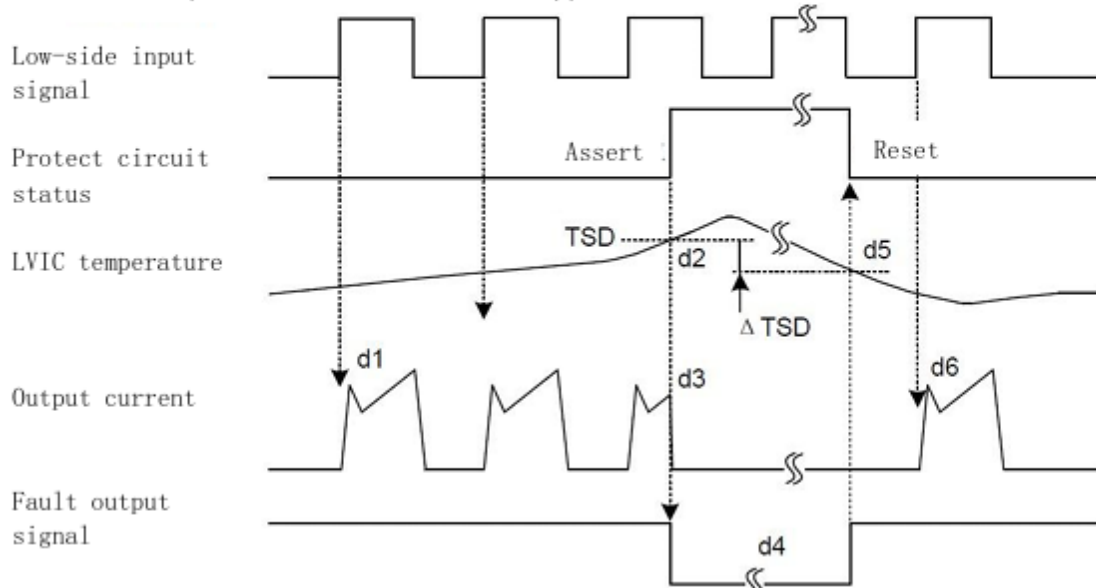 Low-side input
signal
Protect circuit
status
Assert
Reset
LVIC temperature
TSD
d2
d5
Δ TSD
d1
d3
d6
Output current
Fault output
signal
d4